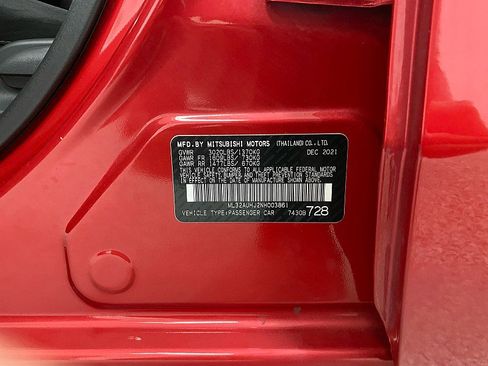 MFD.BY MITSUBISHI MOTORS (THAILAND) CO., LTD.
GVWR 3020LBS/1370KG DEC 2021
GAWR FR 1609LBS/ 730KG
GAWR RR 1477LBS/ 670KG
THIS VEHICLE CONFORMS TO ALL APPLICABLE
FEDERAL MOTOR VEHICLE SAFETY, BUMPER AND
THEFT PREVENTION STANDARDS IN EFFECT ON
THE DATE OF MANUFACTURE SHOWN ABOVE.
ML32AUHJ2NH003861
VEHICLE TYPE:PASSENGER CAR 7430B 728